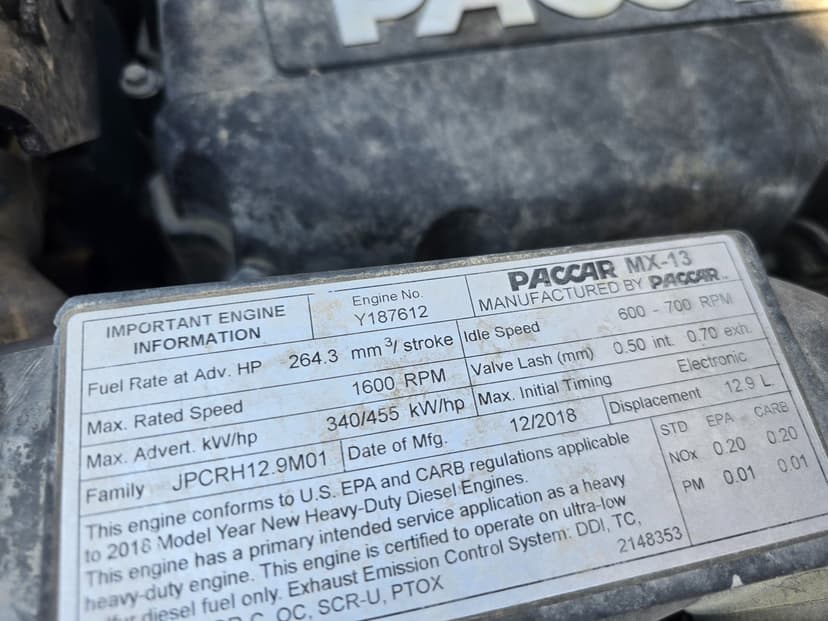 PACCAR
IMPORTANT ENGINE INFORMATION
Engine No. Y187612
PACCAR MX-13
MANUFACTURED BY PACCAR
Fuel Rate at Adv. HP 264.3 mm³/stroke
Idle Speed 600 - 700 RPM
Max. Rated Speed 1600 RPM
Valve Lash (mm) 0.50 int. 0.70 exh.
Max. Advert. kW/hp 340/455 kW/hp
Max. Initial Timing Electronic
Family JPCRH12.9M01
Date of Mfg. 12/2018
Displacement 12.9 L
This engine conforms to U.S. EPA and CARB regulations applicable
to 2018 Model Year New Heavy-Duty Diesel Engines.
This engine has a primary intended service application as a heavy
heavy-duty engine. This engine is certified to operate on ultra-low
diesel fuel only. Exhaust Emission Control System: DDI, TC,
OC, SCR-U, PTOX
STD EPA CARB
NOx 0.20 0.20
PM 0.01 0.01
2148353